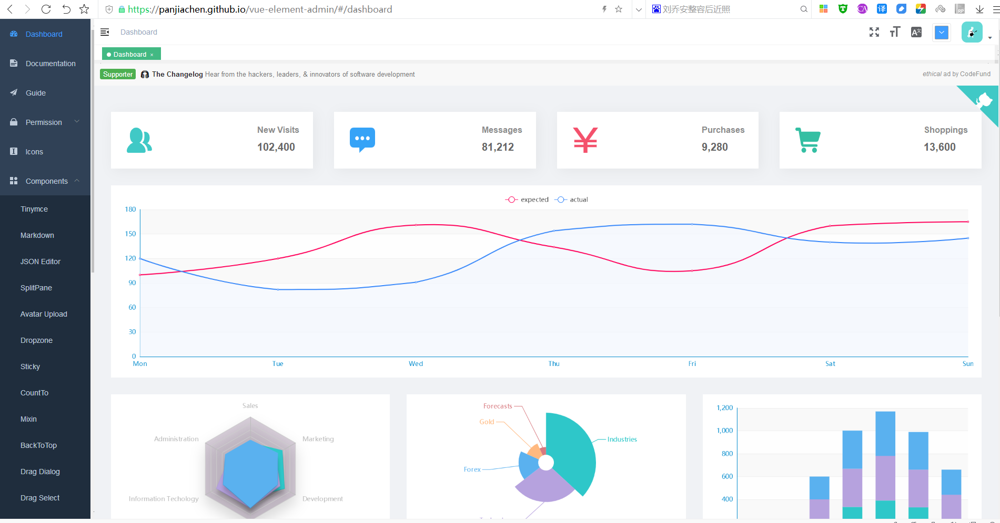 https://panjiachen.github.io/vue-element-admin/#/dashboard
刘乔安整容后近照
CA
译
RP
Dashboard
Documentation
Guide
Permission
Icons
Components
Tinymce
Markdown
JSON Editor
SplitPane
Avatar Upload
Dropzone
Sticky
CountTo
Mixin
BackToTop
Drag Dialog
Drag Select
Dashboard
Dashboard ×
Supporter The Changelog Hear from the hackers, leaders, & innovators of software development
ethical ad by CodeFund
New Visits
102,400
Messages
81,212
Purchases
9,280
Shoppings
13,600
expected actual
180
150
120
90
60
30
0
Mon Tue Wed Thu Fri Sat Sun
Sales
Administration
Marketing
Information Techology
Development
Forecasts
Gold
Industries
Forex
1,200
1,000
800
600
400